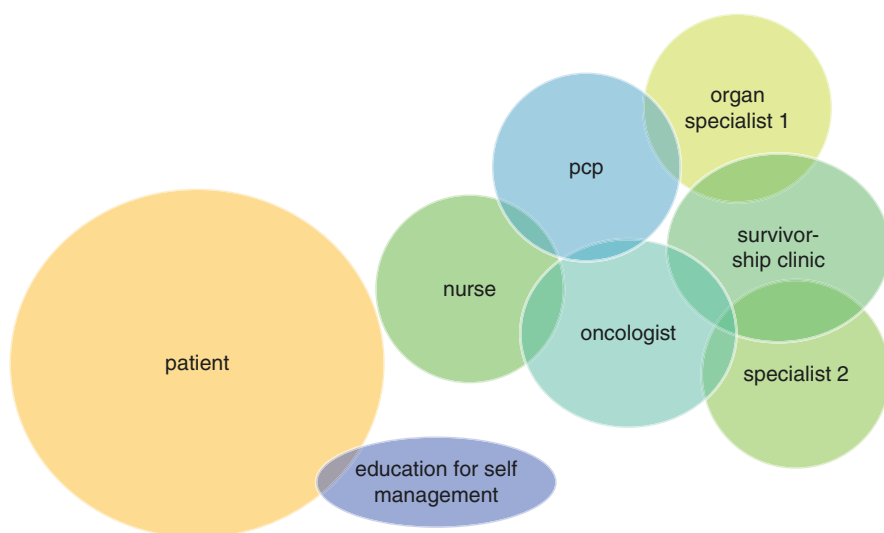 organ
specialist 1
pcp
survivor-
ship clinic
nurse
oncologist
patient
specialist 2
education for self
management